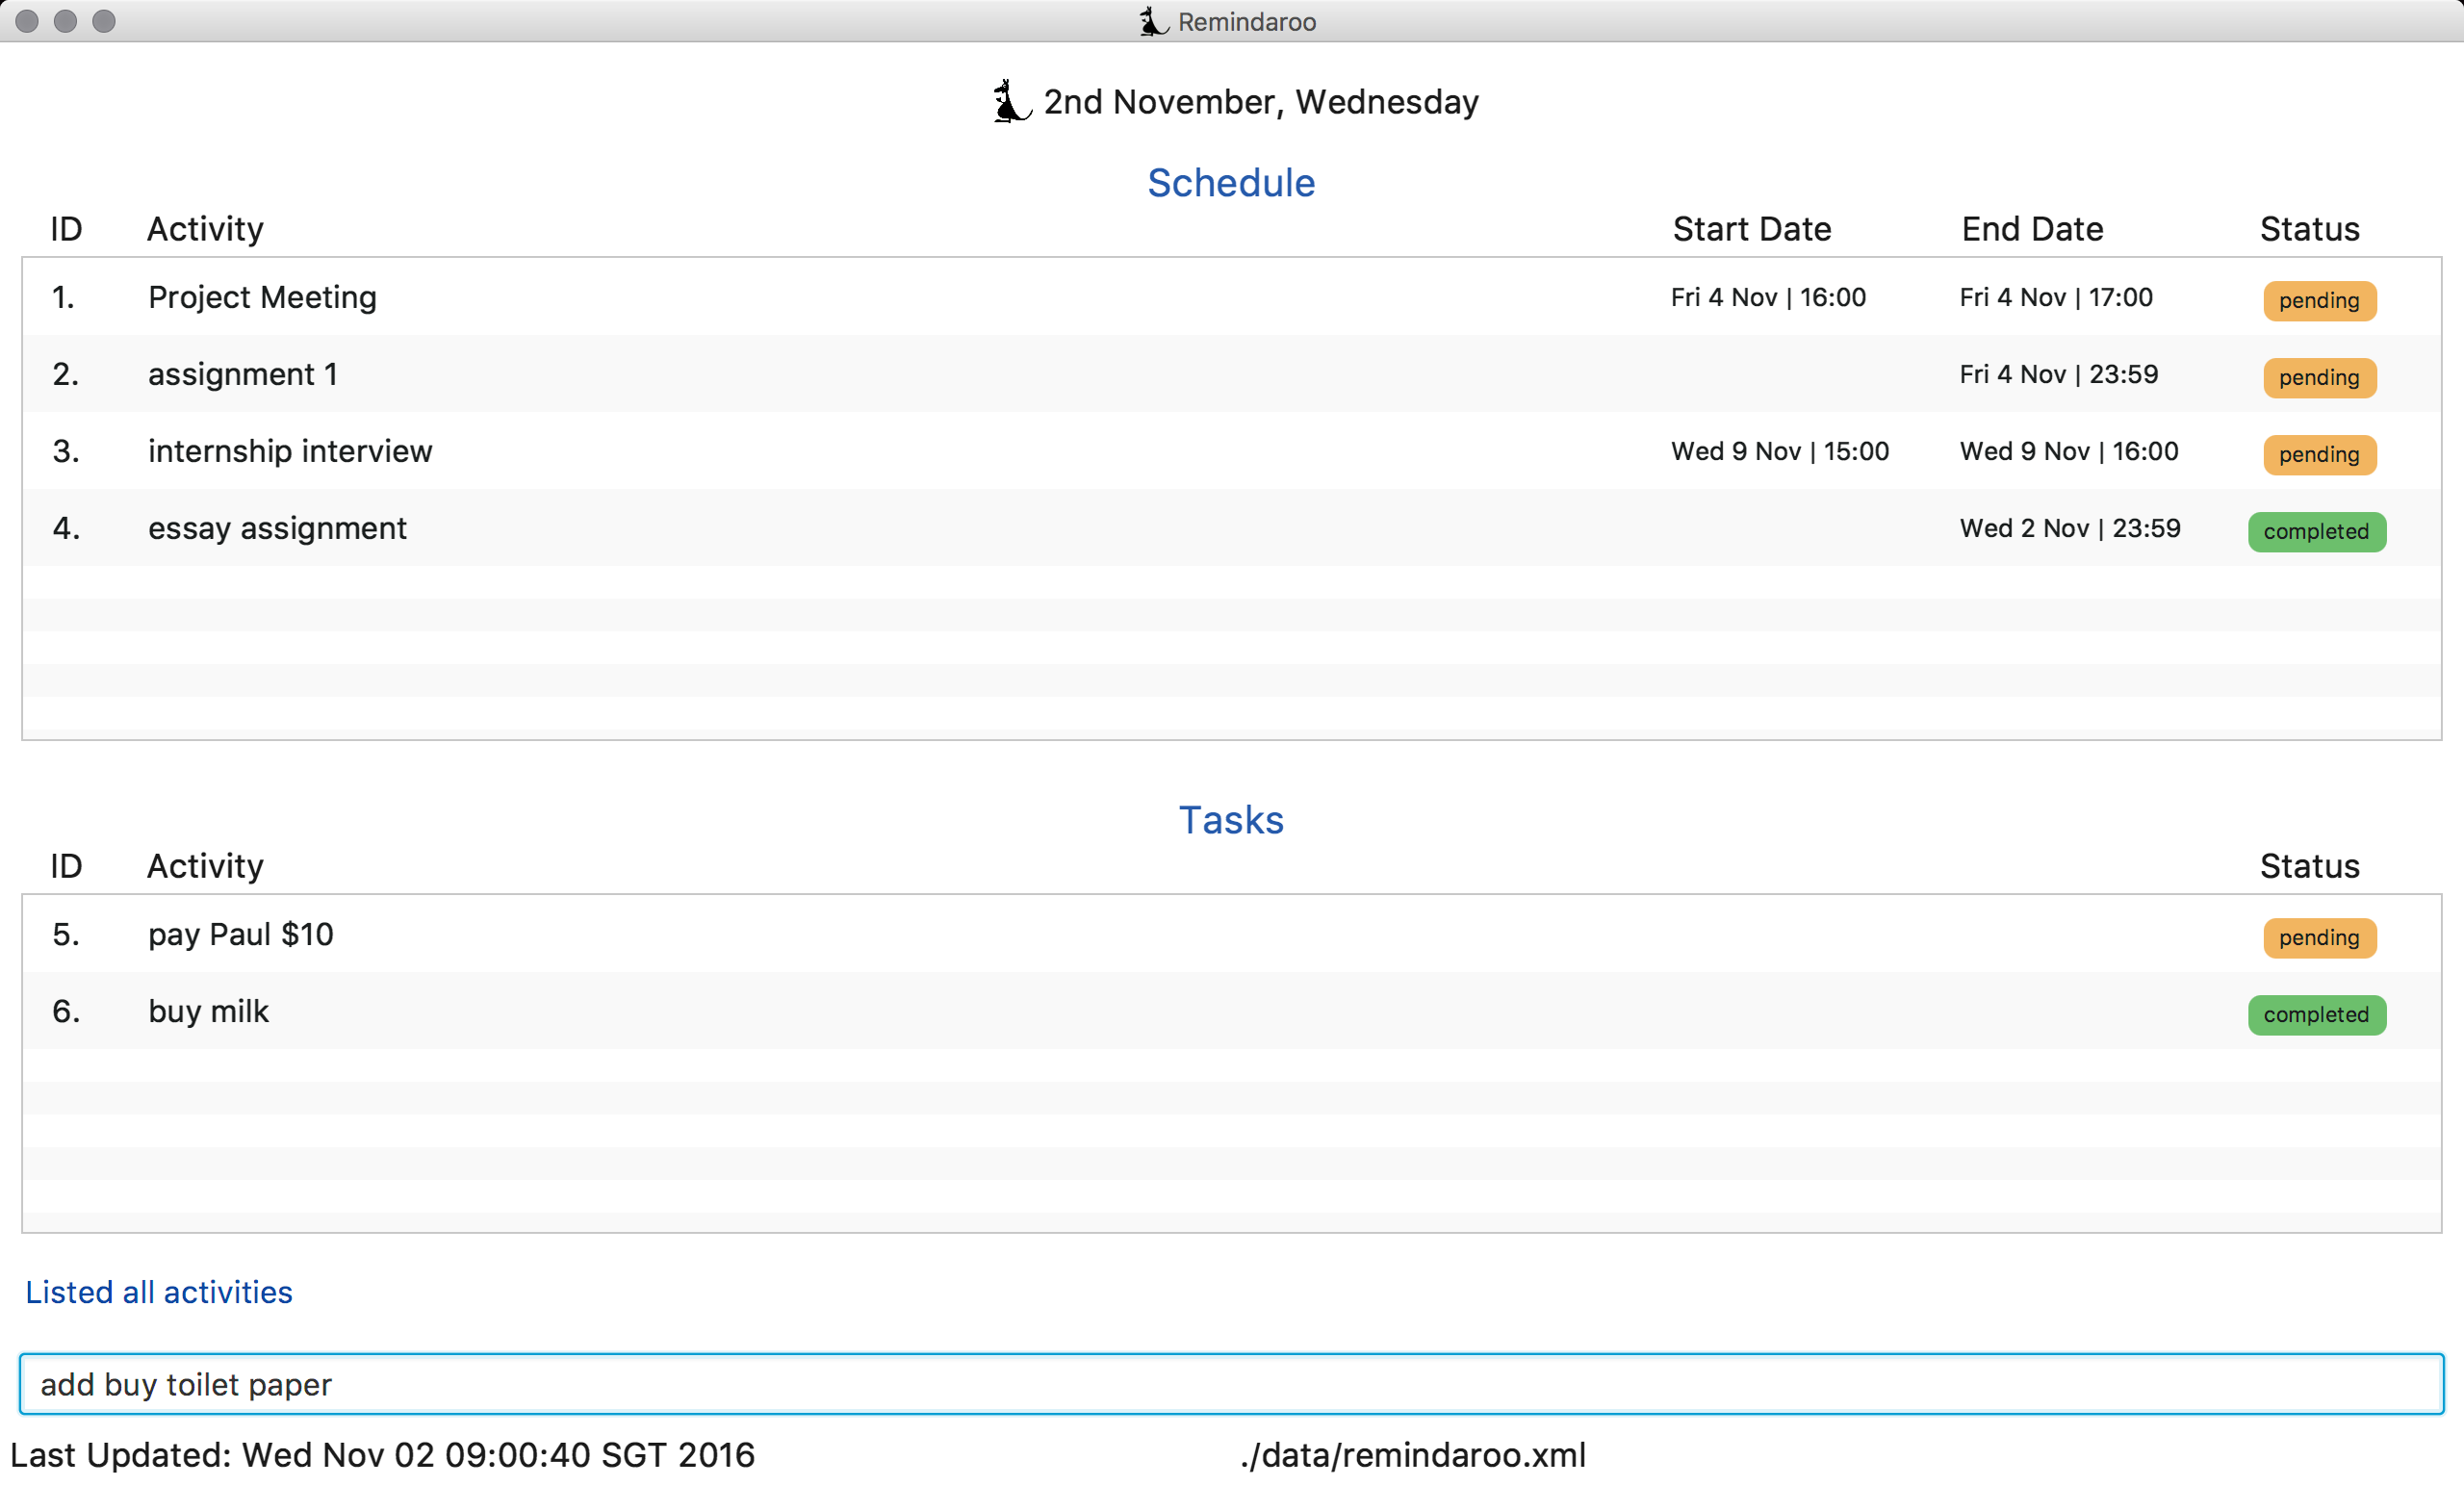 Remindaroo
2nd November, Wednesday
Schedule
ID Activity Start Date End Date Status
1. Project Meeting Fri 4 Nov | 16:00 Fri 4 Nov | 17:00 pending
2. assignment 1 Fri 4 Nov | 23:59 pending
3. internship interview Wed 9 Nov | 15:00 Wed 9 Nov | 16:00 pending
4. essay assignment Wed 2 Nov | 23:59 completed
Tasks
ID Activity Status
5. pay Paul $10 pending
6. buy milk completed
Listed all activities
add buy toilet paper
Last Updated: Wed Nov 02 09:00:40 SGT 2016 ./data/remindaroo.xml